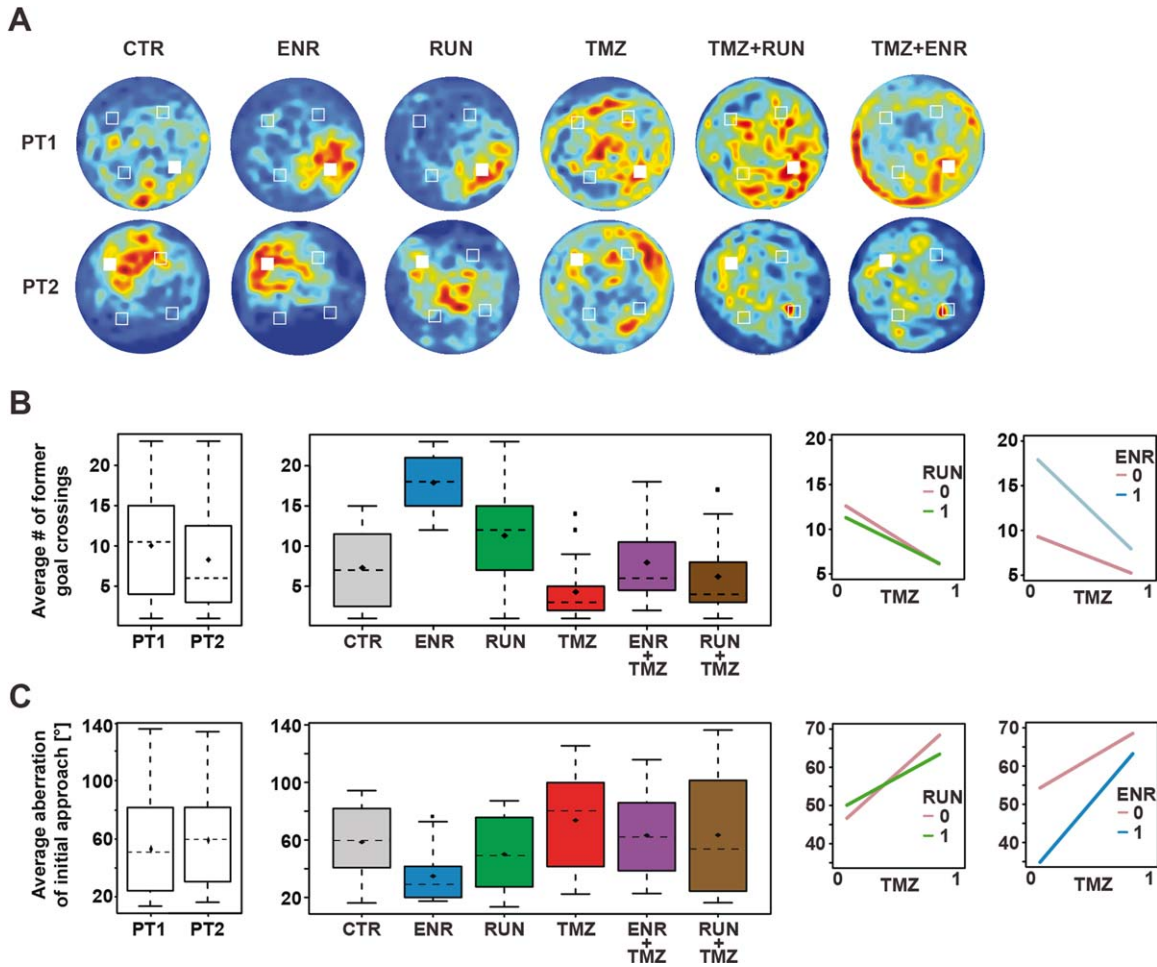 A
CTR ENR RUN TMZ TMZ+RUN TMZ+ENR
PT1
PT2
B
Average # of former
goal crossings
20
15
10
5
PT1 PT2
CTR ENR RUN TMZ ENR + TMZ RUN + TMZ
20
15
10
5
RUN
0
1
0 1
TMZ
20
15
10
5
ENR
0
1
0 1
TMZ
C
Average aberration
of initial approach [°]
140
100
60
20
PT1 PT2
140
100
60
20
CTR ENR RUN TMZ ENR + TMZ RUN + TMZ
70
60
50
40
RUN
0
1
0 1
TMZ
70
60
50
40
ENR
0
1
0 1
TMZ